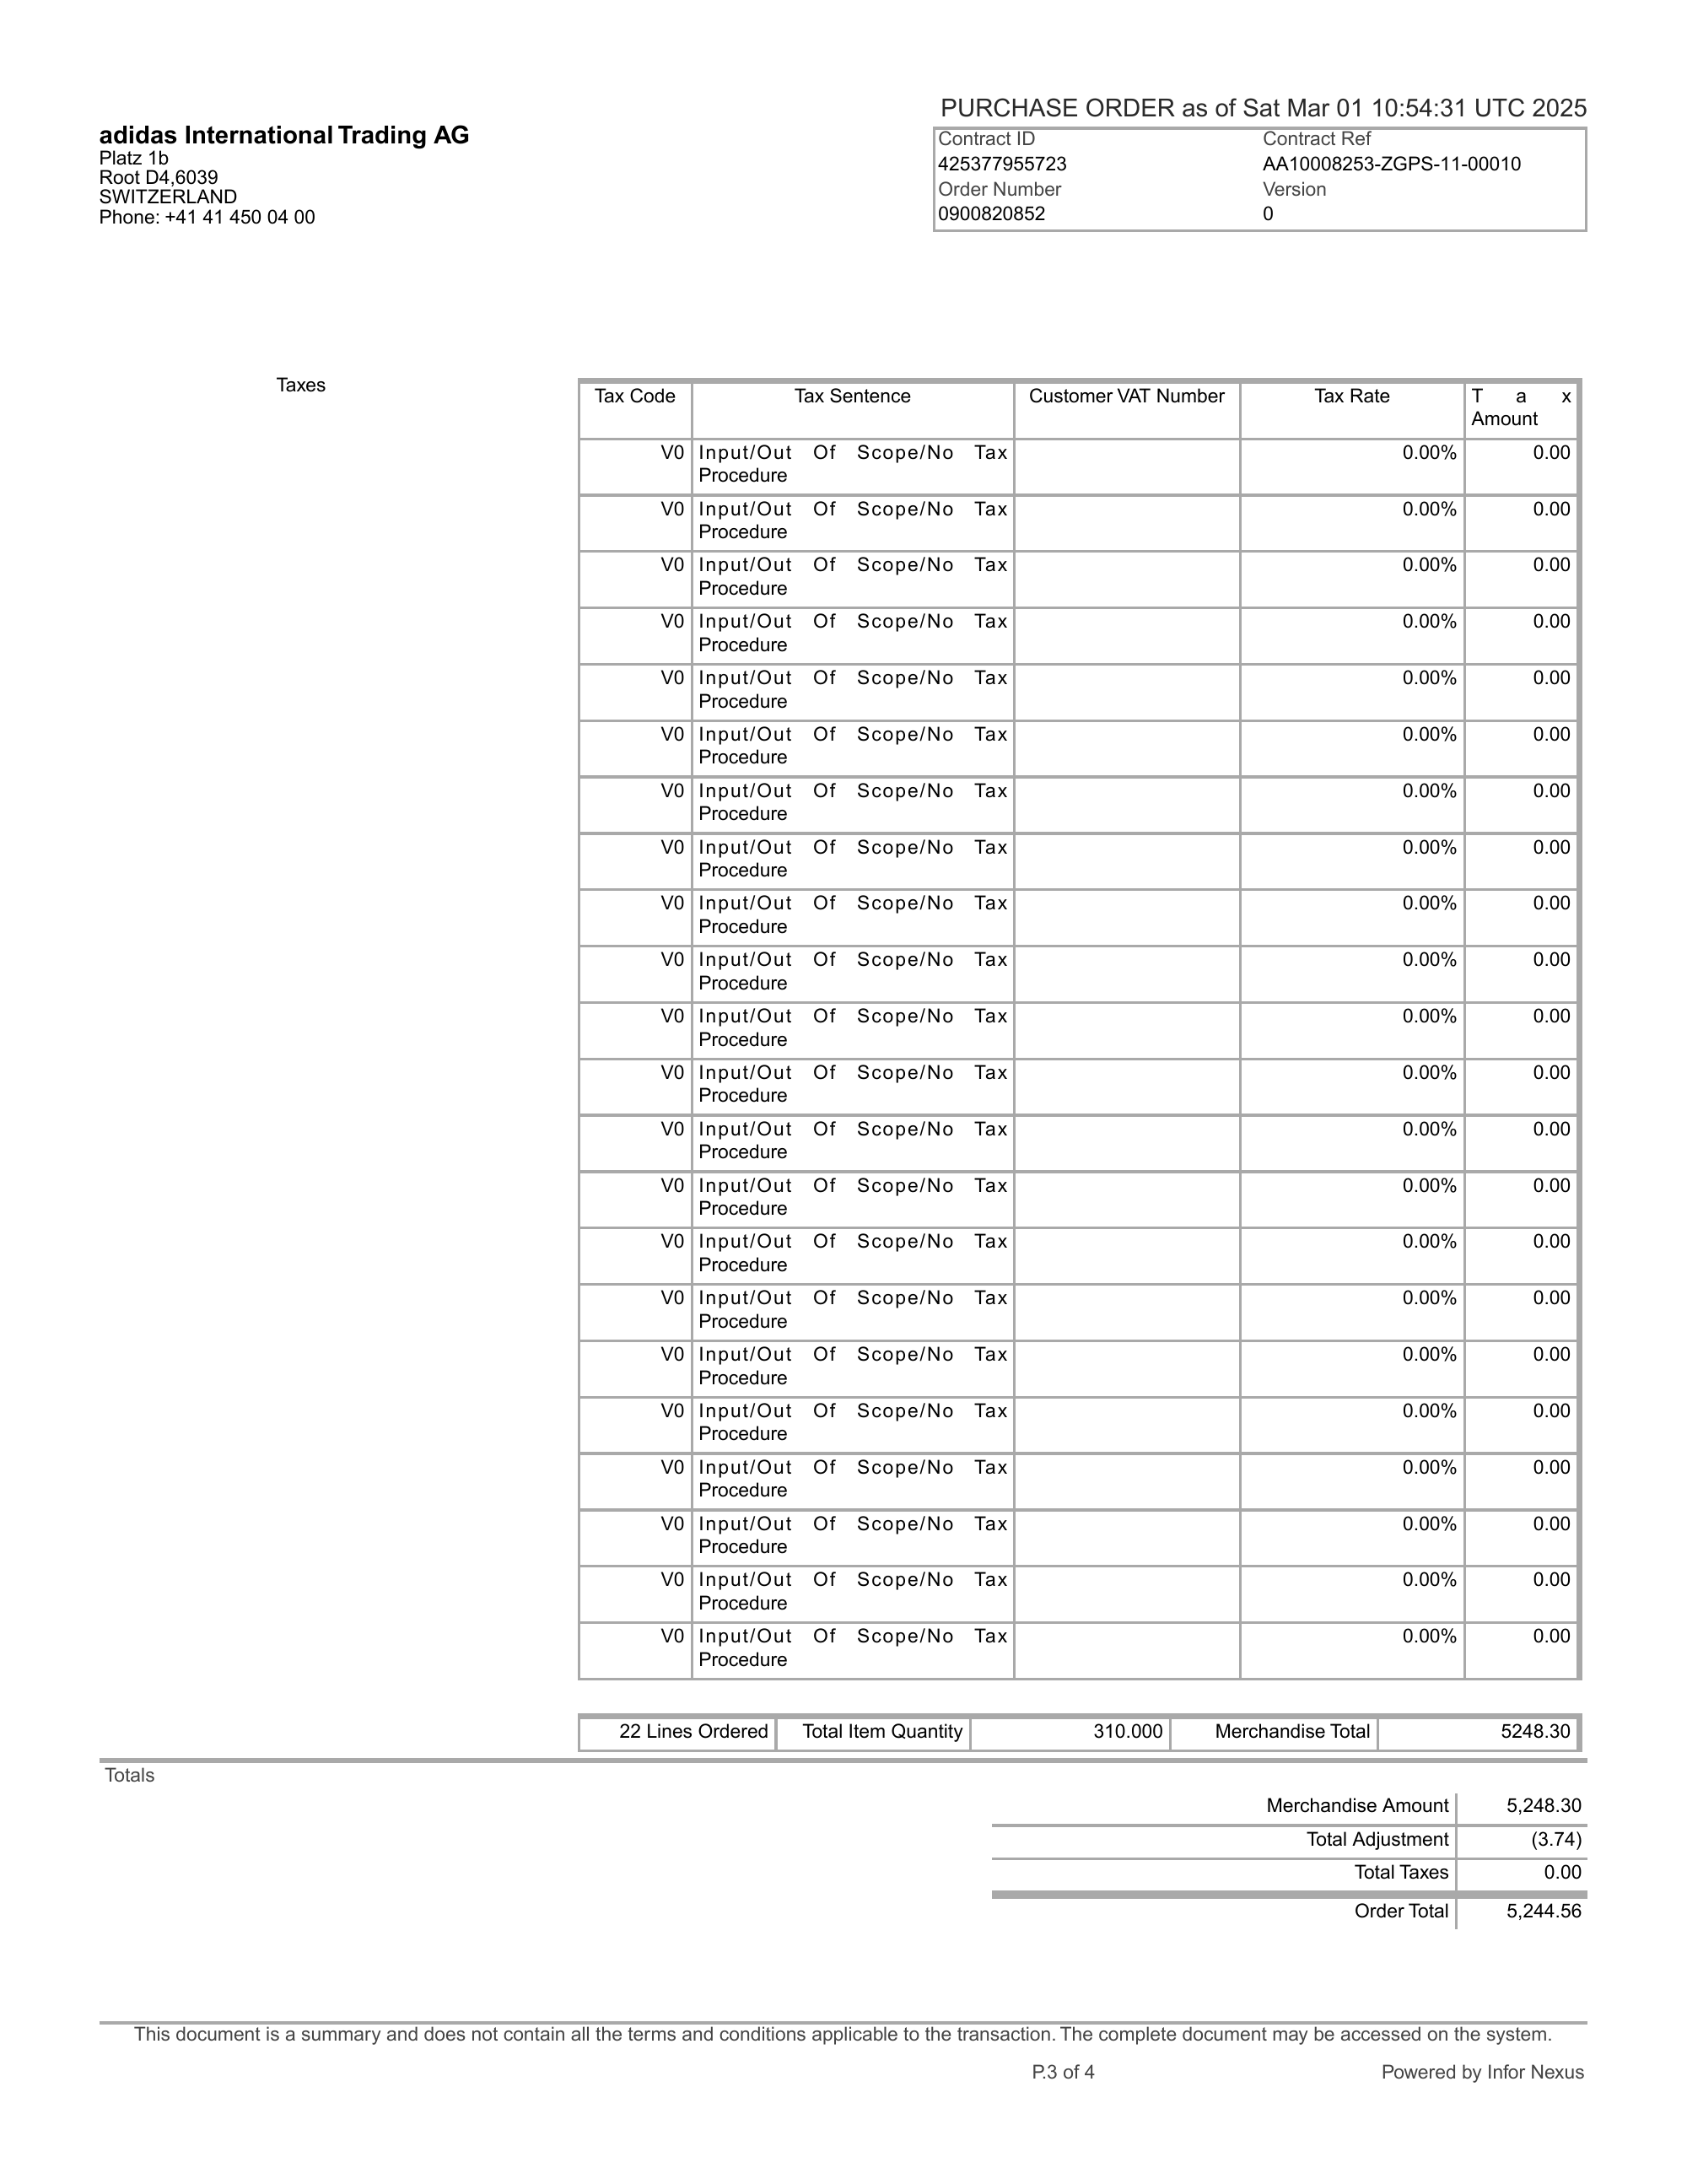 PURCHASE ORDER as of Sat Mar 01 10:54:31 UTC 2025
adidas International Trading AG
Platz 1b
Root D4,6039
SWITZERLAND
Phone: +41 41 450 04 00
Contract ID Contract Ref
425377955723 AA10008253-ZGPS-11-00010
Order Number Version
0900820852 0
Taxes
Tax Code Tax Sentence Customer VAT Number Tax Rate T a x
Amount
V0 Input/Out Of Scope/No Tax 0.00% 0.00
Procedure
V0 Input/Out Of Scope/No Tax 0.00% 0.00
Procedure
V0 Input/Out Of Scope/No Tax 0.00% 0.00
Procedure
V0 Input/Out Of Scope/No Tax 0.00% 0.00
Procedure
V0 Input/Out Of Scope/No Tax 0.00% 0.00
Procedure
V0 Input/Out Of Scope/No Tax 0.00% 0.00
Procedure
V0 Input/Out Of Scope/No Tax 0.00% 0.00
Procedure
V0 Input/Out Of Scope/No Tax 0.00% 0.00
Procedure
V0 Input/Out Of Scope/No Tax 0.00% 0.00
Procedure
V0 Input/Out Of Scope/No Tax 0.00% 0.00
Procedure
V0 Input/Out Of Scope/No Tax 0.00% 0.00
Procedure
V0 Input/Out Of Scope/No Tax 0.00% 0.00
Procedure
V0 Input/Out Of Scope/No Tax 0.00% 0.00
Procedure
V0 Input/Out Of Scope/No Tax 0.00% 0.00
Procedure
V0 Input/Out Of Scope/No Tax 0.00% 0.00
Procedure
V0 Input/Out Of Scope/No Tax 0.00% 0.00
Procedure
V0 Input/Out Of Scope/No Tax 0.00% 0.00
Procedure
V0 Input/Out Of Scope/No Tax 0.00% 0.00
Procedure
V0 Input/Out Of Scope/No Tax 0.00% 0.00
Procedure
V0 Input/Out Of Scope/No Tax 0.00% 0.00
Procedure
V0 Input/Out Of Scope/No Tax 0.00% 0.00
Procedure
V0 Input/Out Of Scope/No Tax 0.00% 0.00
Procedure
22 Lines Ordered Total Item Quantity 310.000 Merchandise Total 5248.30
Totals
Merchandise Amount 5,248.30
Total Adjustment (3.74)
Total Taxes 0.00
Order Total 5,244.56
This document is a summary and does not contain all the terms and conditions applicable to the transaction. The complete document may be accessed on the system.
P.3 of 4 Powered by Infor Nexus